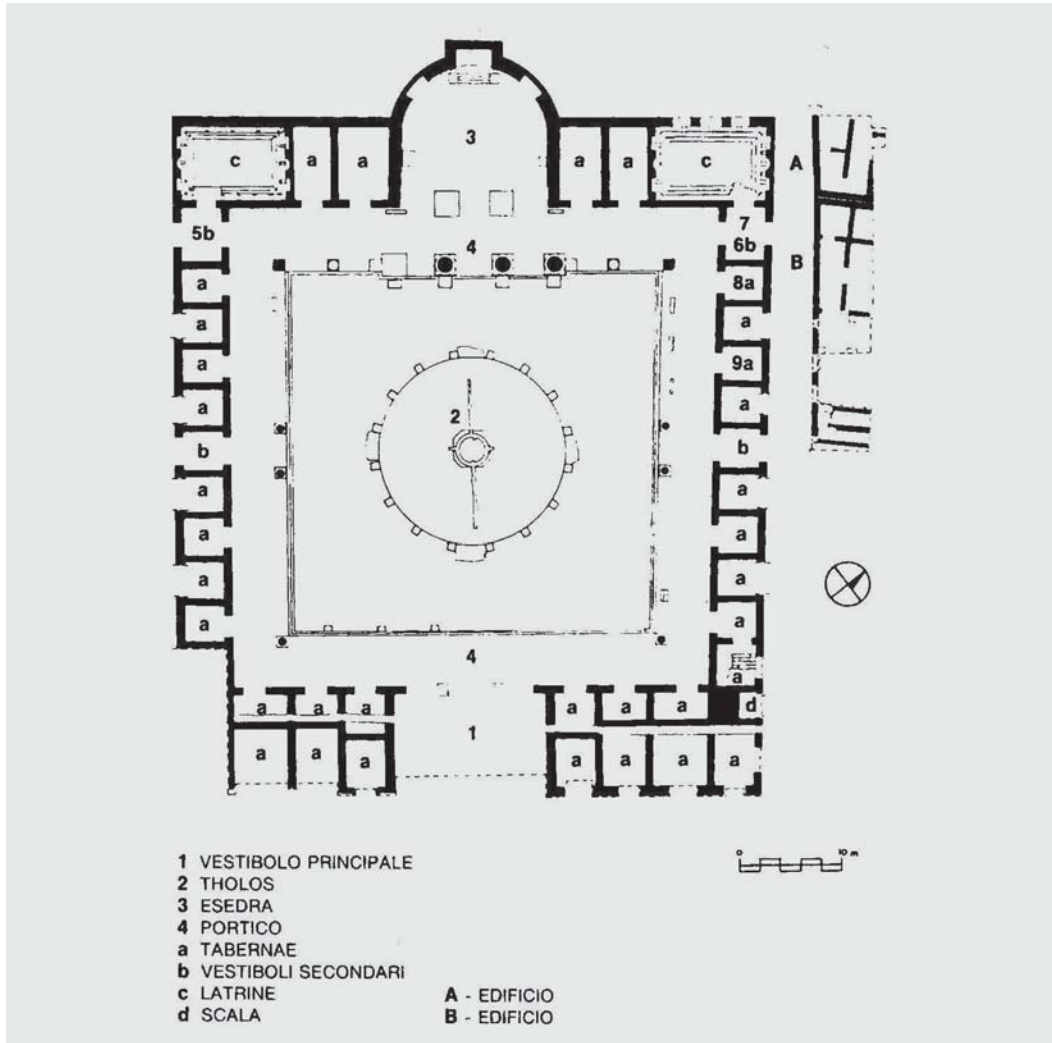 3
c a a a a c A
7
5b 4 6b B
a 8a
a a
a 9a
a a
2
b b
a a
a a
a a
a a
4
a
a a a a a a d
1
a a a a a a a
0 10 m
1 VESTIBOLO PRINCIPALE
2 THOLOS
3 ESEDRA
4 PORTICO
a TABERNAE
b VESTIBOLI SECONDARI
c LATRINE A - EDIFICIO
d SCALA B - EDIFICIO